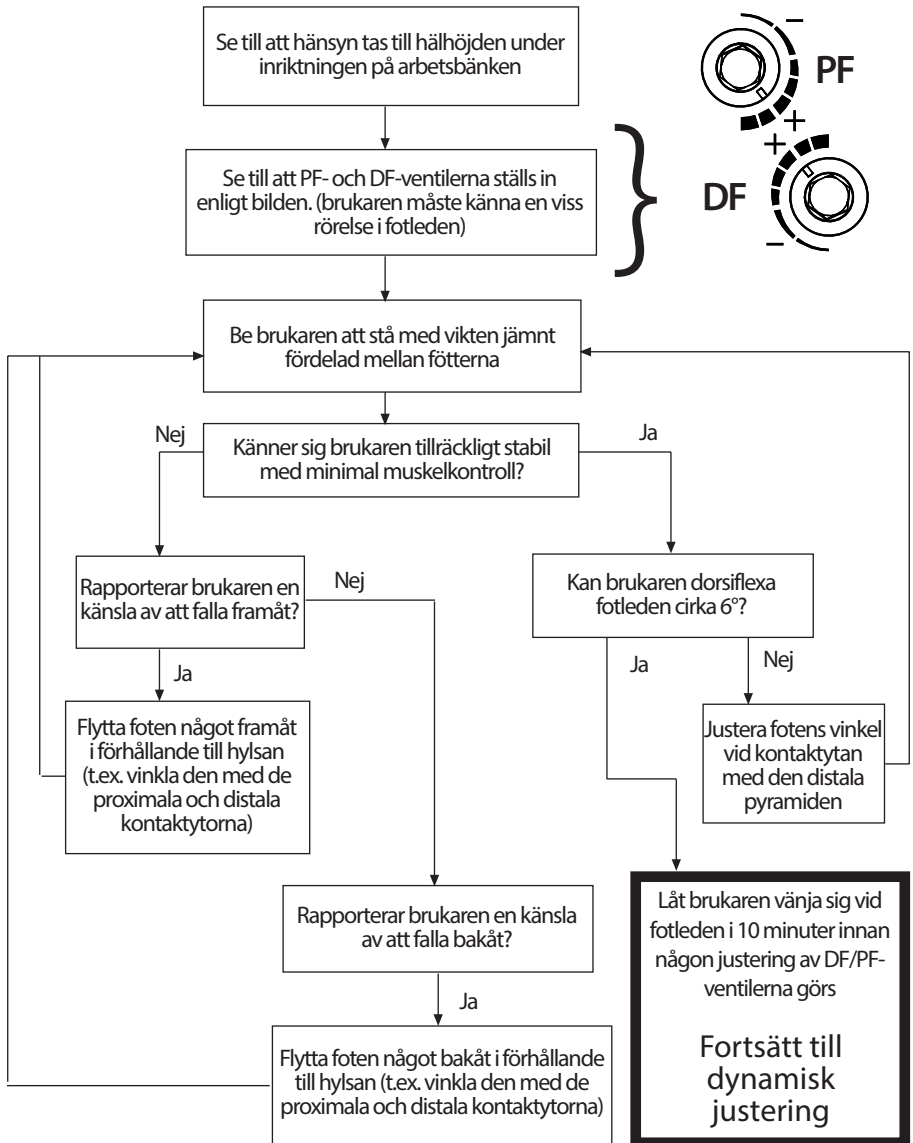 Se till att hänsyn tas till hälhöjden under
inriktningen på arbetsbänken
−
PF
+
+
DF
−
Se till att PF- och DF-ventilerna ställs in
enligt bilden. (brukaren måste känna en viss
rörelse i fotleden)
}
Be brukaren att stå med vikten jämnt
fördelad mellan fötterna
Nej
Känner sig brukaren tillräckligt stabil
med minimal muskelkontroll?
Ja
Rapporterar brukaren en
känsla av att falla framåt?
Nej
Kan brukaren dorsiflexa
fotleden cirka 6°?
Ja
Ja
Nej
Flytta foten något framåt
i förhållande till hylsan
(t.ex. vinkla den med de
proximala och distala
kontaktytorna)
Justera fotens vinkel
vid kontaktytan
med den distala
pyramiden
Rapporterar brukaren en känsla
av att falla bakåt?
Ja
Flytta foten något bakåt i förhållande
till hylsan (t.ex. vinkla den med de
proximala och distala kontaktytorna)
Låt brukaren vänja sig vid
fotleden i 10 minuter innan
någon justering av DF/PF-
ventilerna görs
Fortsätt till
dynamisk
justering